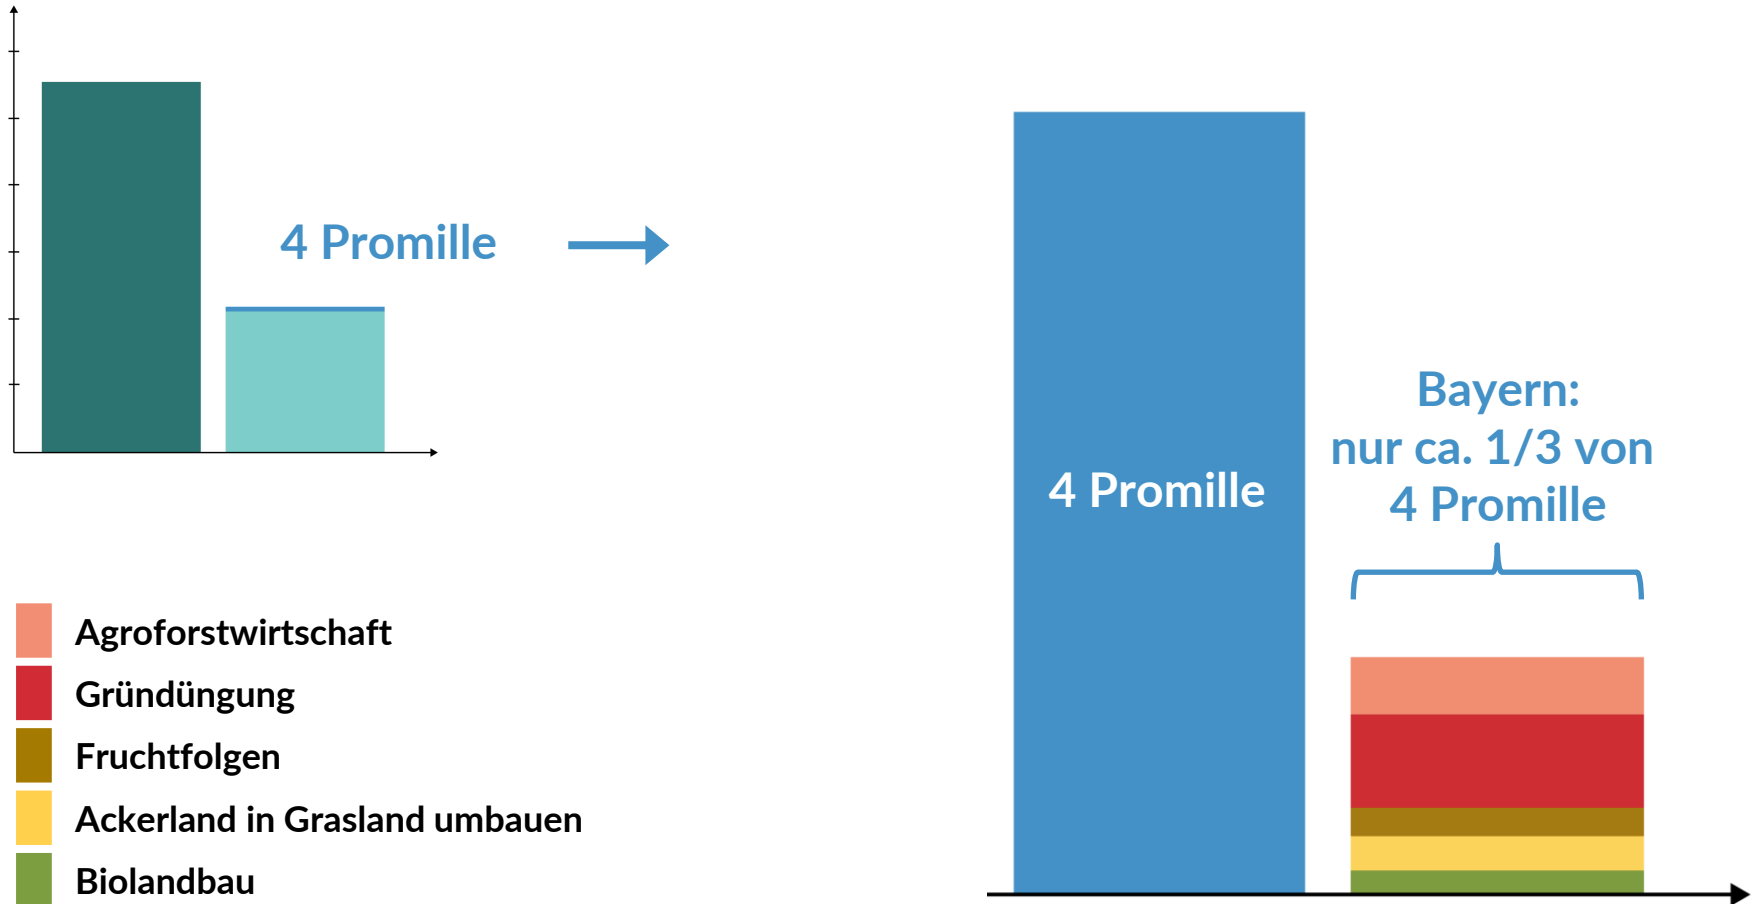 4 Promille
4 Promille
Bayern:
nur ca. 1/3 von
4 Promille
Agroforstwirtschaft
Gründüngung
Fruchtfolgen
Ackerland in Grasland umbauen
Biolandbau